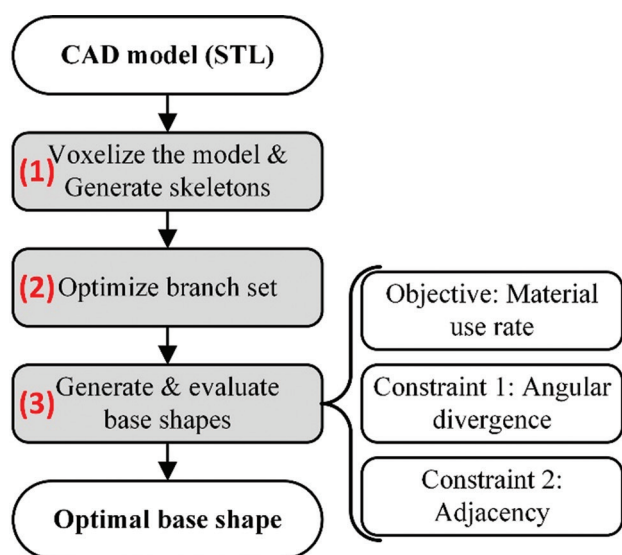 CAD model (STL)
(1) Voxelize the model &
Generate skeletons
(2) Optimize branch set
(3) Generate & evaluate
base shapes
Optimal base shape
Objective: Material
use rate
Constraint 1: Angular
divergence
Constraint 2:
Adjacency